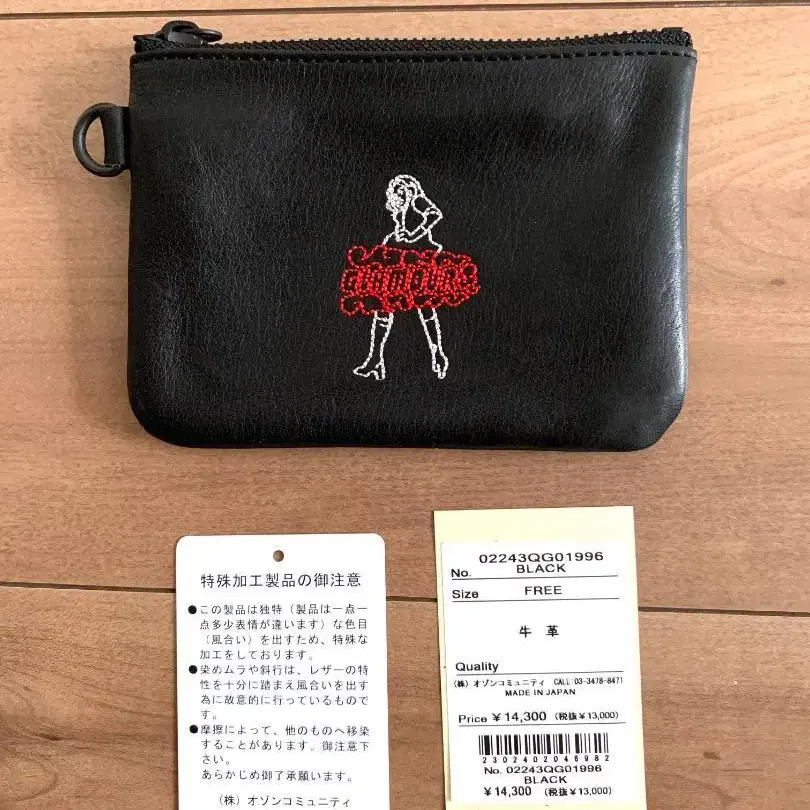 GLAMOUR
特殊加工製品の御注意
●この製品は独特（製品は一点一
点多少表情が違います）な色目
（風合い）を出すため、特殊な
加工をしております。
●染めムラや斜行は、レザーの特
性を十分に踏まえ風合いを出す
為に故意的に行っているもので
す。
●摩擦によって、他のものへ移染
することがあります。御注意下
さい。
あらかじめ御了承願います。
（株）オゾンコミュニティ
No. 02243QG01996
BLACK
Size FREE
牛 革
Quality
（株）オゾンコミュニティ CALL:03-3478-8471
MADE IN JAPAN
Price ￥14,300 （税抜￥13,000）
2302402046982
No. 02243QG01996
BLACK
￥14,300 （税抜￥13,000）